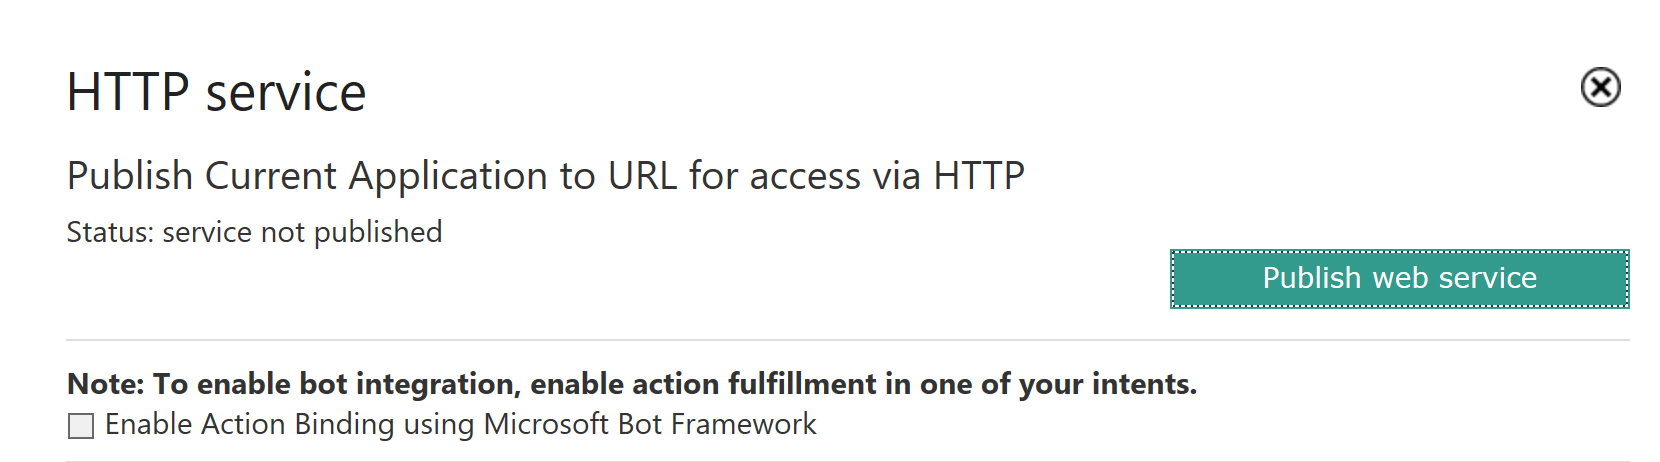 HTTP service
Publish Current Application to URL for access via HTTP
Status: service not published
Publish web service
Note: To enable bot integration, enable action fulfillment in one of your intents.
Enable Action Binding using Microsoft Bot Framework